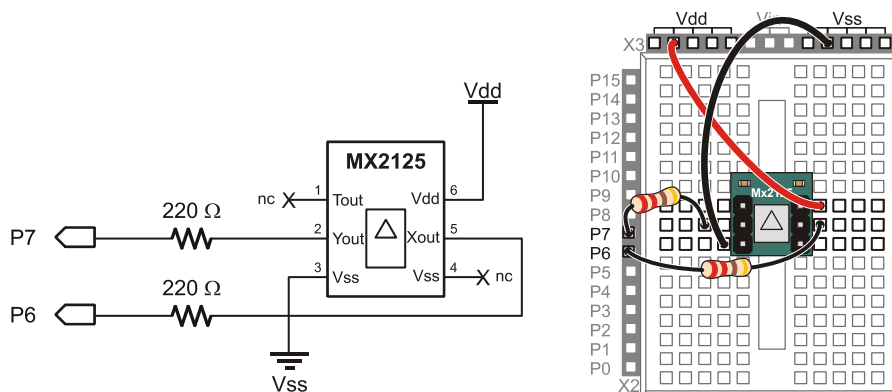 Vdd
MX2125
nc
1
Tout
Vdd
6
220 Ω
P7
2
Yout
Xout
5
3
Vss
Vss
4
nc
220 Ω
P6
Vss
Vdd
Vin
Vss
X3
P15
P14
P13
P12
P11
P10
P9
P8
P7
P6
P5
P4
P3
P2
P1
P0
X2
Mx2125